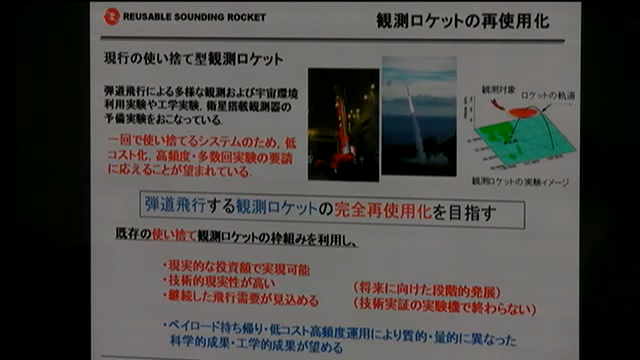 REUSABLE SOUNDING ROCKET
観測ロケットの再使用化
現行の使い捨て型観測ロケット
弾道飛行による多様な観測および宇宙環境
利用実験や工学実験，衛星搭載観測器の
予備実験をおこなっている．
一回で使い捨てるシステムのため，低
コスト化，高頻度・多数回実験の要請
に応えることが望まれている．
観測対象
ロケットの軌道
観測ロケットの実験イメージ
弾道飛行する観測ロケットの完全再使用化を目指す
既存の使い捨て観測ロケットの枠組みを利用し、
・現実的な投資額で実現可能
・技術的現実性が高い
（将来に向けた段階的発展）
・継続した飛行需要が見込める
（技術実証の実験機で終わらない）
・ペイロード持ち帰り・低コスト高頻度運用により質的・量的に異なった
科学的成果・工学的成果が望める